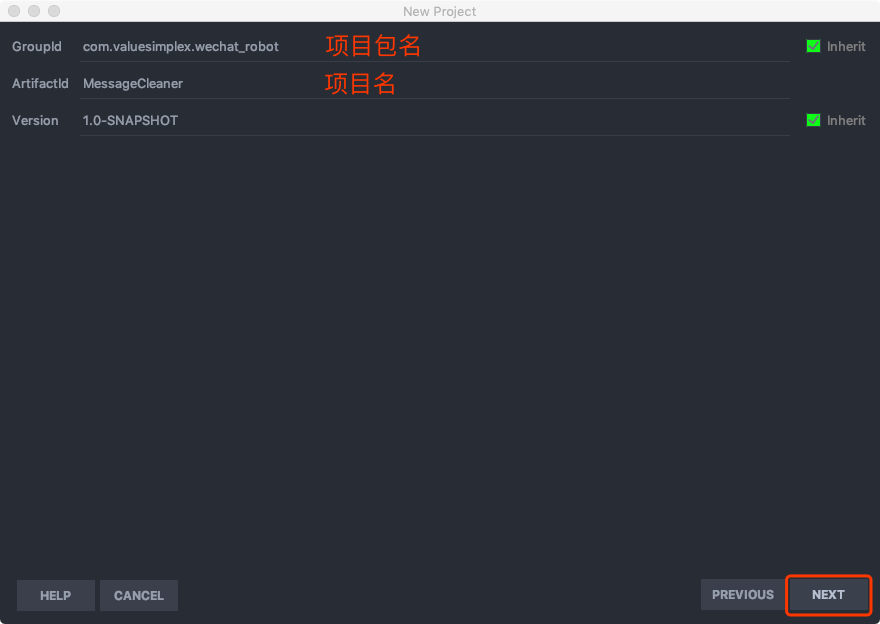 New Project
GroupId com.valuesimplex.wechat_robot 项目包名 Inherit
ArtifactId MessageCleaner 项目名
Version 1.0-SNAPSHOT Inherit
HELP CANCEL PREVIOUS NEXT